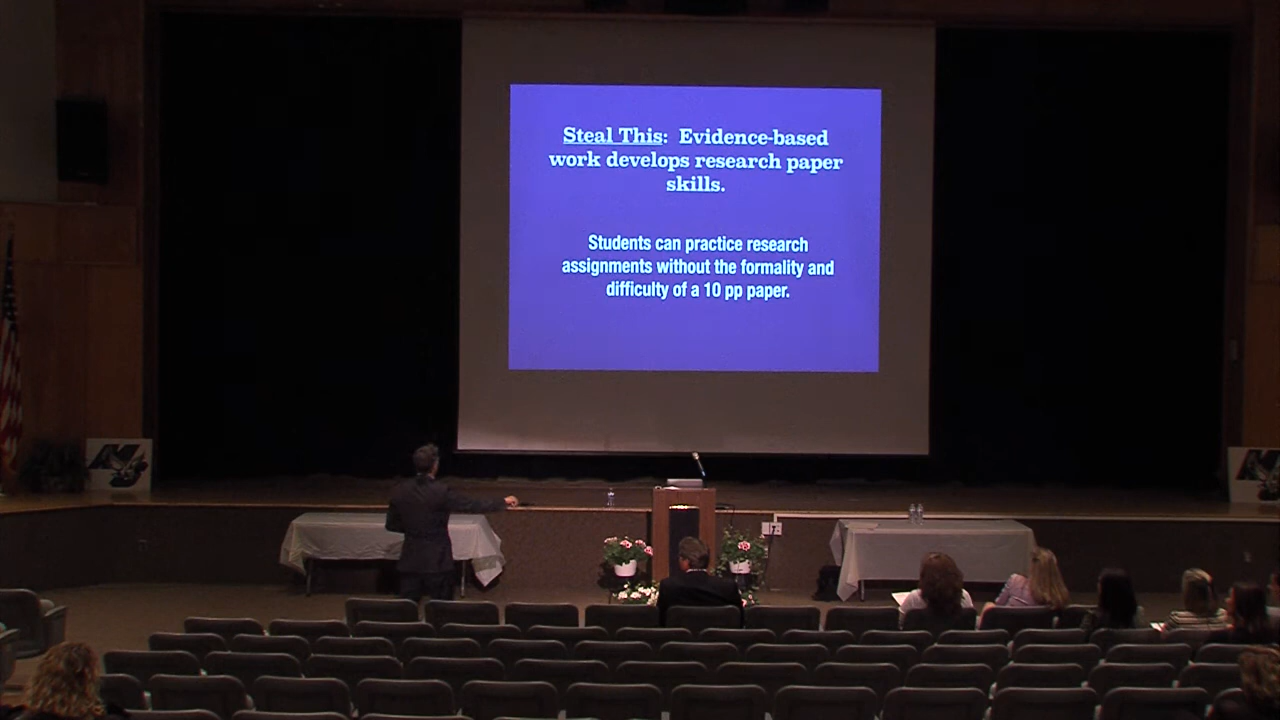 Steal This: Evidence-based
work develops research paper
skills.
Students can practice research
assignments without the formality and
difficulty of a 10 pp paper.